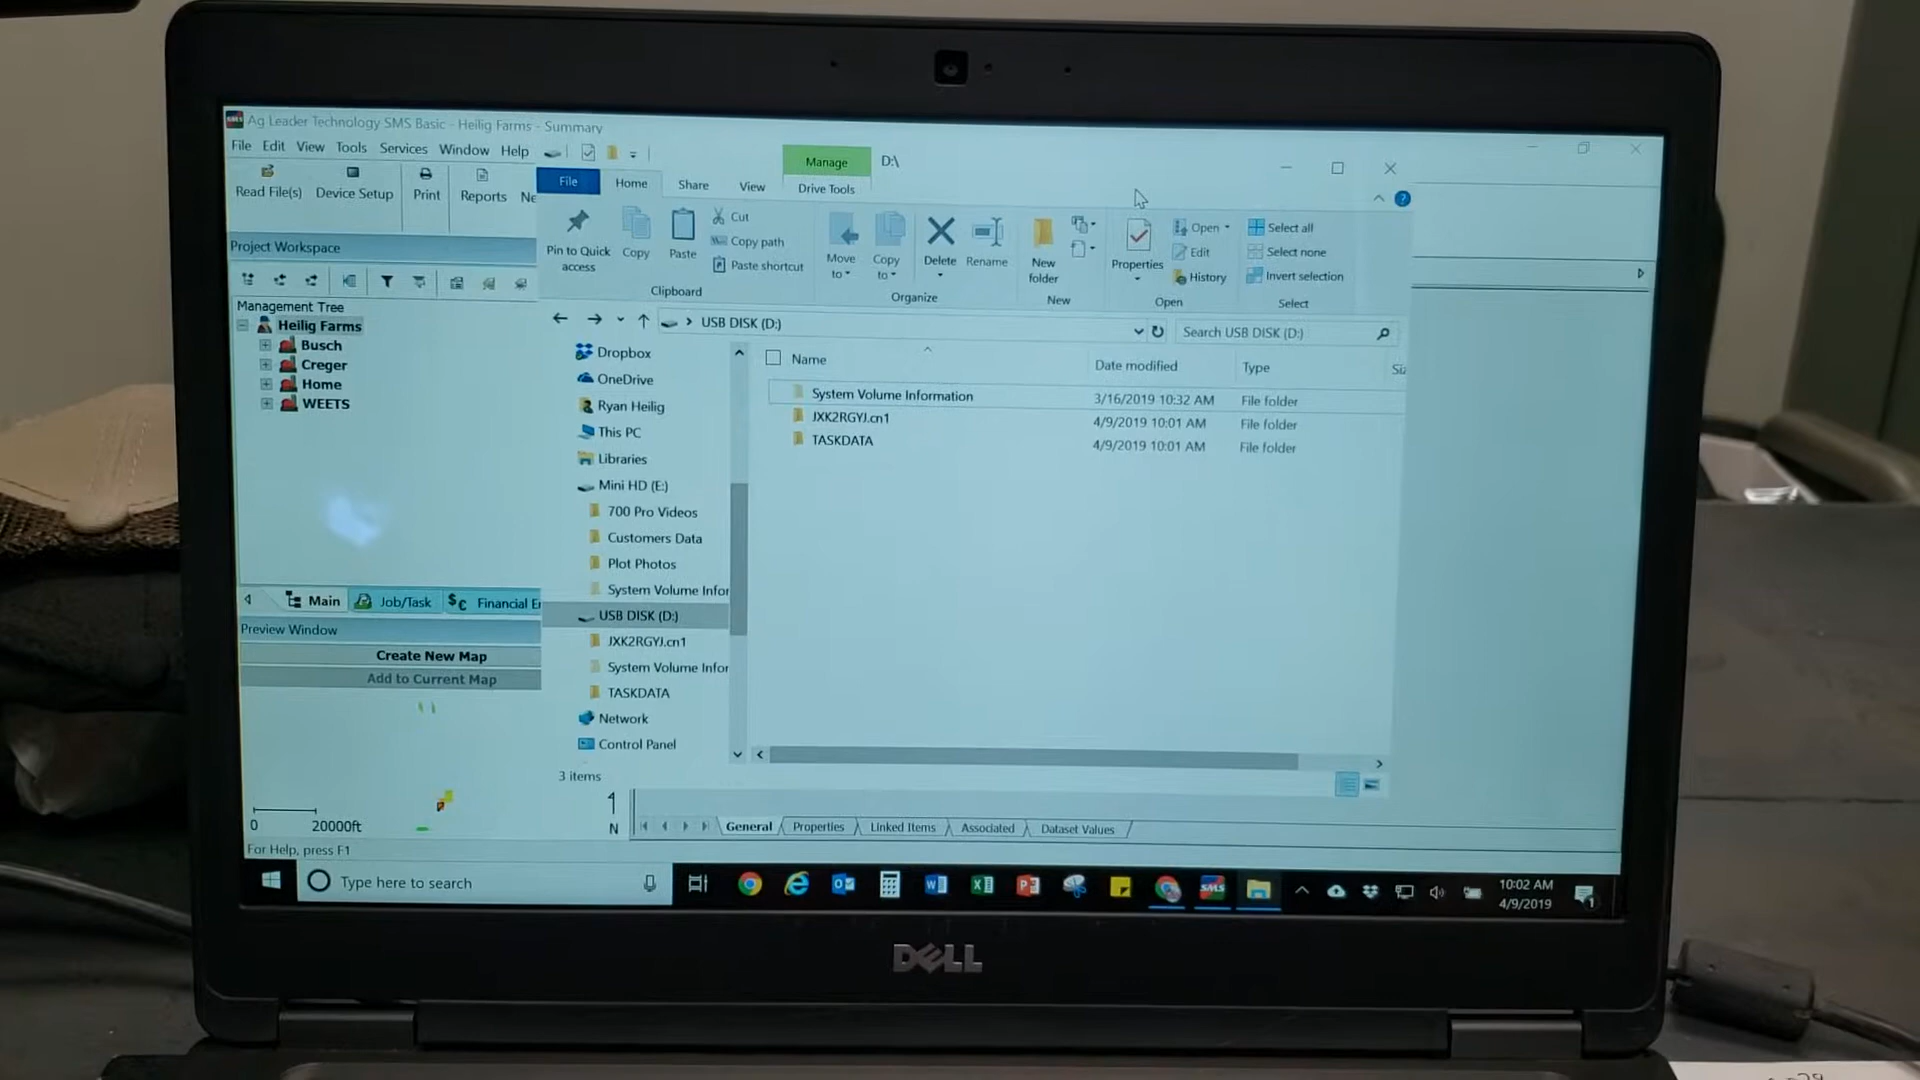 Ag Leader Technology SMS Basic - Heilig Farms - Summary
File Edit View Tools Services Window Help
Read File(s) Device Setup Print Reports
Manage D:\
File Home Share View Drive Tools
Pin to Quick access
Copy
Paste
Cut
Copy path
Paste shortcut
Clipboard
Move to
Copy to
Delete
Rename
Organize
New folder
New
Properties
Open
Edit
History
Open
Select all
Select none
Invert selection
Select
Project Workspace
Management Tree
Heilig Farms
Busch
Creger
Home
WEETS
Main Job/Task Financial
Preview Window
Create New Map
Add to Current Map
0 20000ft
N
For Help, press F1
USB DISK (D:)
Search USB DISK (D:)
Dropbox
OneDrive
Ryan Heilig
This PC
Libraries
Mini HD (E:)
700 Pro Videos
Customers Data
Plot Photos
System Volume Infor
USB DISK (D:)
JXK2RGYJ.cn1
System Volume Infor
TASKDATA
Network
Control Panel
3 items
Name Date modified Type
System Volume Information 3/16/2019 10:32 AM File folder
JXK2RGYJ.cn1 4/9/2019 10:01 AM File folder
TASKDATA 4/9/2019 10:01 AM File folder
General Properties Linked Items Associated Dataset Values
Type here to search
SMS
10:02 AM
4/9/2019
1
DELL